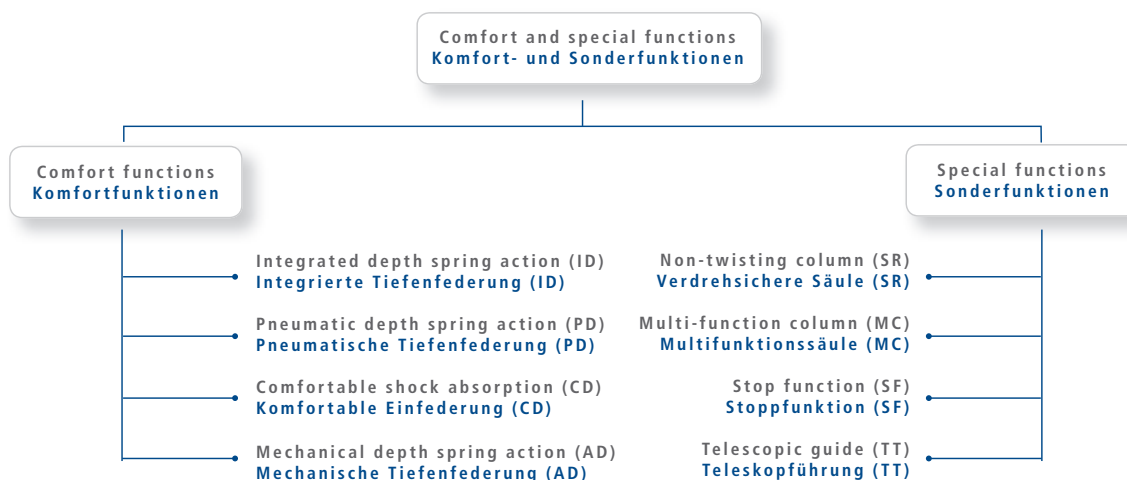 Comfort and special functions
Komfort- und Sonderfunktionen
Comfort functions
Komfortfunktionen
Special functions
Sonderfunktionen
Integrated depth spring action (ID)
Integrierte Tiefenfederung (ID)
Pneumatic depth spring action (PD)
Pneumatische Tiefenfederung (PD)
Comfortable shock absorption (CD)
Komfortable Einfederung (CD)
Mechanical depth spring action (AD)
Mechanische Tiefenfederung (AD)
Non-twisting column (SR)
Verdrehsichere Säule (SR)
Multi-function column (MC)
Multifunktionssäule (MC)
Stop function (SF)
Stoppfunktion (SF)
Telescopic guide (TT)
Teleskopführung (TT)